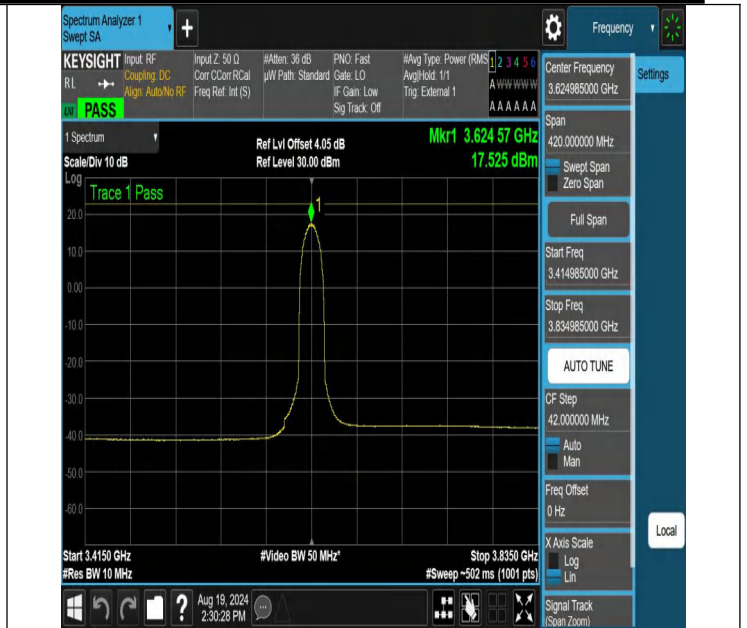 Spectrum Analyzer 1
Swept SA
+
Frequency
KEYSIGHT
RL
PASS
Input: RF
Coupling: DC
Align: Auto/No RF
Input Z: 50 Ω
Corr CCorr RCal
Freq Ref: Int (S)
#Atten: 36 dB
µW Path: Standard
PNO: Fast
Gate: LO
IF Gain: Low
Sig Track: Off
#Avg Type: Power (RMS
Avg|Hold: 1/1
Trig: External 1
1 2 3 4 5 6
A W W W W W
A A A A A A
1 Spectrum
Scale/Div 10 dB
Ref Lvl Offset 4.05 dB
Ref Level 30.00 dBm
Mkr1 3.624 57 GHz
17.525 dBm
Log
Trace 1 Pass
1
20.0
10.0
0.00
-10.0
-20.0
-30.0
-40.0
-50.0
-60.0
Start 3.4150 GHz
#Res BW 10 MHz
#Video BW 50 MHz*
Stop 3.8350 GHz
#Sweep ~502 ms (1001 pts)
Center Frequency
3.624985000 GHz
Settings
Span
420.000000 MHz
Swept Span
Zero Span
Full Span
Start Freq
3.414985000 GHz
Stop Freq
3.834985000 GHz
AUTO TUNE
CF Step
42.000000 MHz
Auto
Man
Freq Offset
0 Hz
X Axis Scale
Log
Lin
Local
Signal Track
(Span Zoom)
?
Aug 19, 2024
2:30:28 PM